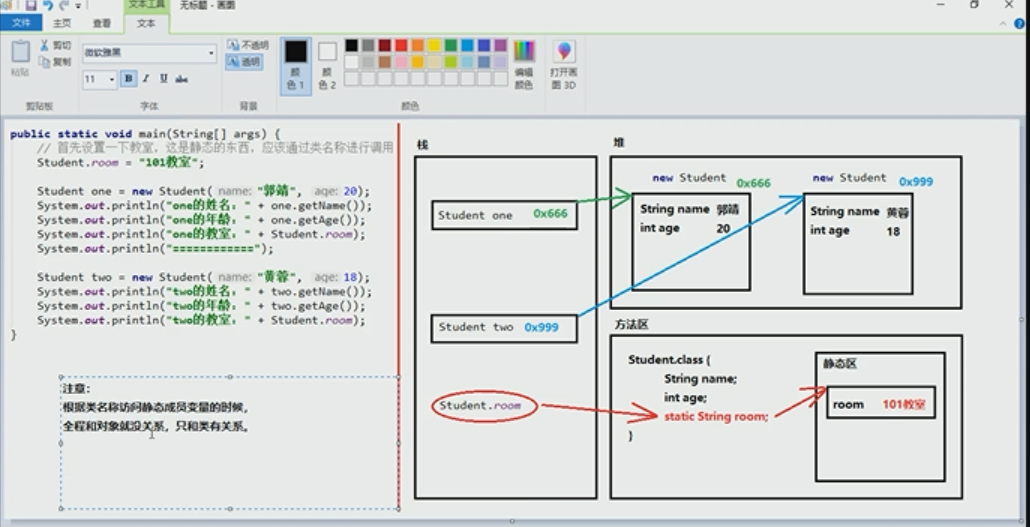 文本工具
无标题 - 画图
文件 主页 查看 文本
粘贴
剪切
复制
微软雅黑
11
B I U abc
不透明
透明
颜色 1
颜色 2
编辑颜色
打开画图 3D
剪贴板 字体 背景 颜色
public static void main(String[] args) {
// 首先设置一下教室，这是静态的东西，应该通过类名称进行调用
Student.room = "101教室";
Student one = new Student( name: "郭靖", age: 20);
System.out.println("one的姓名：" + one.getName());
System.out.println("one的年龄：" + one.getAge());
System.out.println("one的教室：" + Student.room);
System.out.println("============");
Student two = new Student( name: "黄蓉", age: 18);
System.out.println("two的姓名：" + two.getName());
System.out.println("two的年龄：" + two.getAge());
System.out.println("two的教室：" + Student.room);
}
注意：
根据类名称访问静态成员变量的时候，
全程和对象就没关系，只和类有关系。
栈
Student one 0x666
Student two 0x999
Student.room
堆
new Student 0x666
String name 郭靖
int age 20
new Student 0x999
String name 黄蓉
int age 18
方法区
Student.class {
String name;
int age;
static String room;
}
静态区
room 101教室